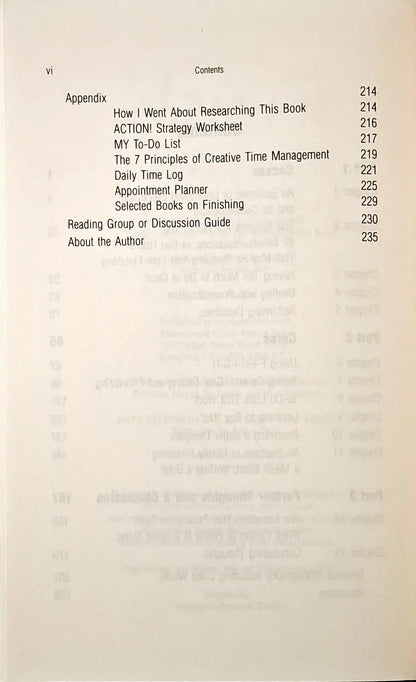 vi Contents
Appendix 214
How I Went About Researching This Book 214
ACTION! Strategy Worksheet 216
MY To-Do List 217
The 7 Principles of Creative Time Management 219
Daily Time Log 221
Appointment Planner 225
Selected Books on Finishing 229
Reading Group or Discussion Guide 230
About the Author 235